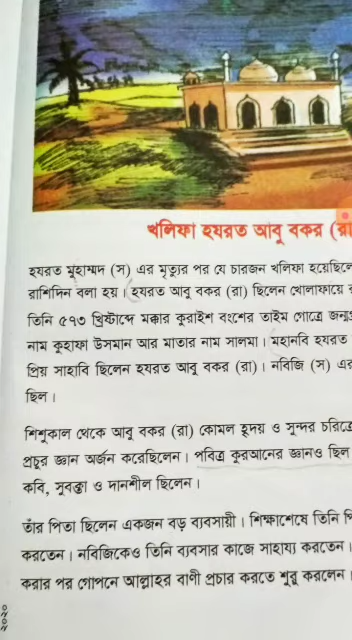 খলিফা হযরত আবু বকর (রা
হযরত মুহাম্মদ (স) এর মৃত্যুর পর যে চারজন খলিফা হয়েছিলে
রাশিদিন বলা হয়। হযরত আবু বকর (রা) ছিলেন খোলাফায়ে
তিনি ৫৭৩ খ্রিস্টাব্দে মক্কার কুরাইশ বংশের তাইম গোত্রে
নাম কুহাফা উসমান আর মাতার নাম সালমা। মহানবি হযরত
প্রিয় সাহাবি ছিলেন হযরত আবু বকর (রা)। নবিজি (স) এর
ছিল।
শিশুকাল থেকে আবু বকর (রা) কোমল হৃদয় ও সুন্দর চরিত্রে
প্রচুর জ্ঞান অর্জন করেছিলেন। পবিত্র কুরআনের জ্ঞানও ছিল
কবি, সুবক্তা ও দানশীল ছিলেন।
তাঁর পিতা ছিলেন একজন বড় ব্যবসায়ী। শিক্ষাশেষে তিনি পি
করতেন। নবিজিকেও তিনি ব্যবসার কাজে সাহায্য করতেন।
করার পর গোপনে আল্লাহর বাণী প্রচার করতে শুরু করলেন।